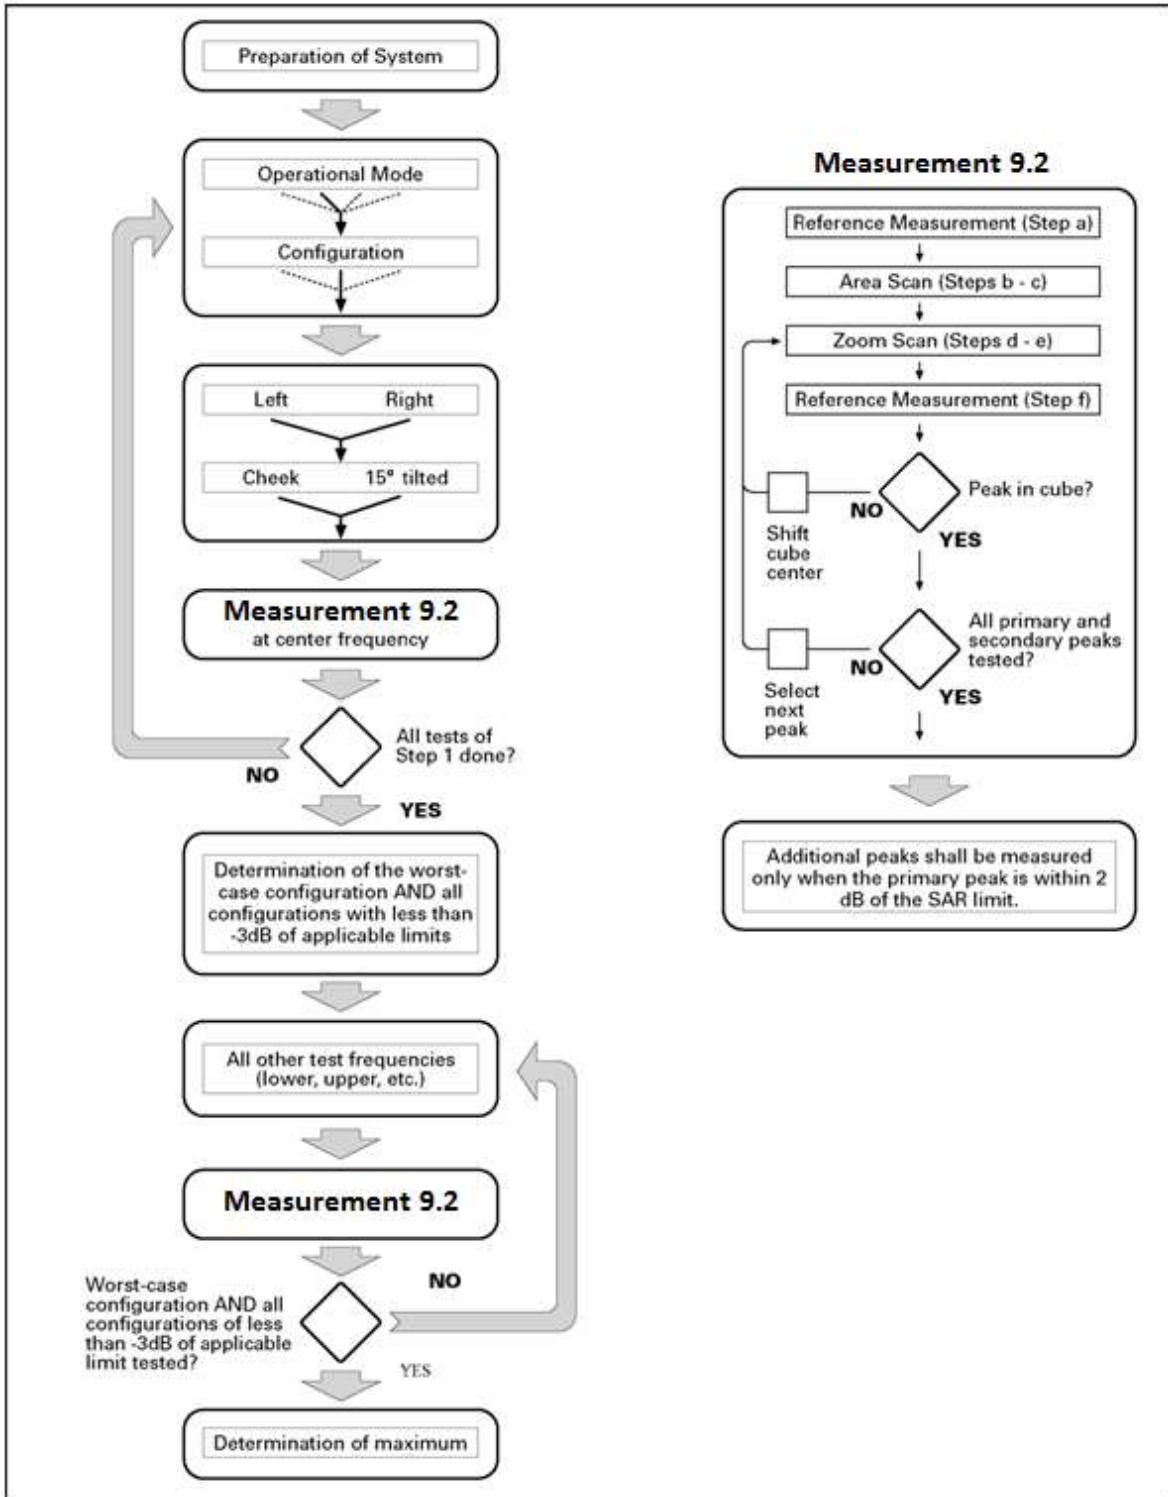 Preparation of System
Operational Mode
Configuration
Left Right
Cheek 15° tilted
Measurement 9.2
at center frequency
All tests of
Step 1 done?
NO
YES
Determination of the worst-
case configuration AND all
configurations with less than
-3dB of applicable limits
All other test frequencies
(lower, upper, etc.)
Measurement 9.2
NO
Worst-case
configuration AND all
configurations of less
than -3dB of applicable
limit tested?
YES
Determination of maximum
Measurement 9.2
Reference Measurement (Step a)
Area Scan (Steps b - c)
Zoom Scan (Steps d - e)
Reference Measurement (Step f)
Peak in cube?
NO
Shift
cube
center
YES
All primary and
secondary peaks
tested?
NO
Select
next
peak
YES
Additional peaks shall be measured
only when the primary peak is within 2
dB of the SAR limit.